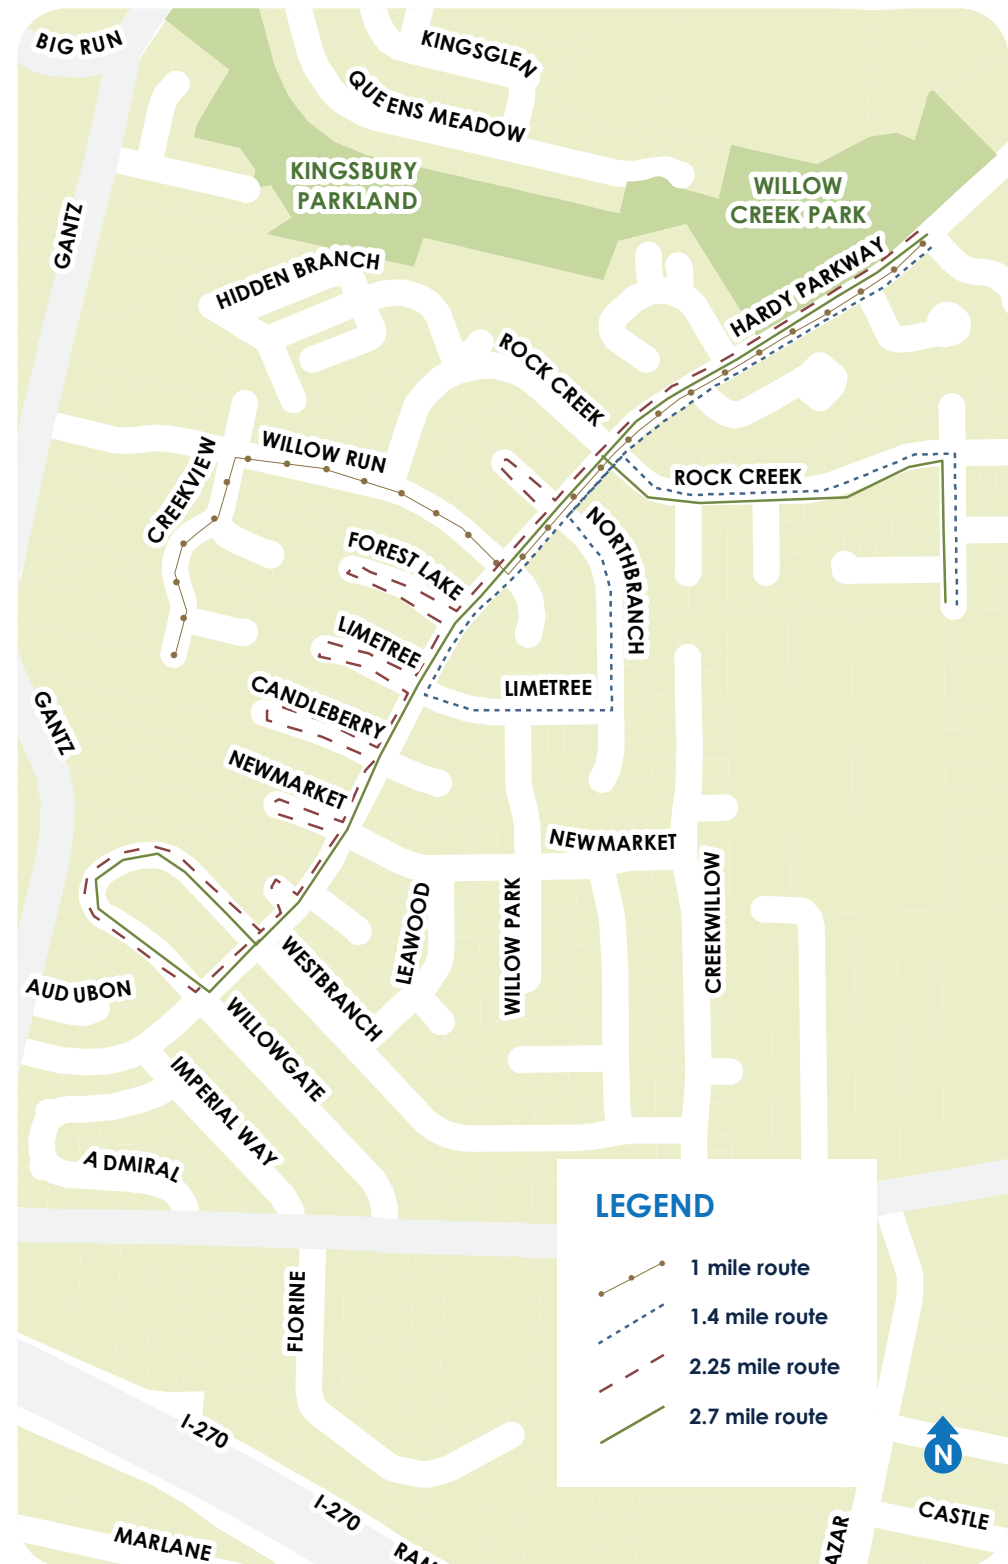 BIG RUN
KINGSGLEN
QUEENS MEADOW
KINGSBURY
PARKLAND
WILLOW
CREEK PARK
GANTZ
HIDDEN BRANCH
HARDY PARKWAY
ROCK CREEK
WILLOW RUN
CREEKVIEW
ROCK CREEK
FOREST LAKE
NORTHBRANCH
LIMETREE
LIMETREE
CANDLEBERRY
GANTZ
NEWMARKET
NEWMARKET
LEAWOOD
WILLOW PARK
CREEKWILLOW
WESTBRANCH
AUD UBON
WILLOWGATE
IMPERIAL WAY
A DMIRAL
LEGEND
1 mile route
1.4 mile route
2.25 mile route
2.7 mile route
FLORINE
I-270
I-270
N
CASTLE
MARLANE